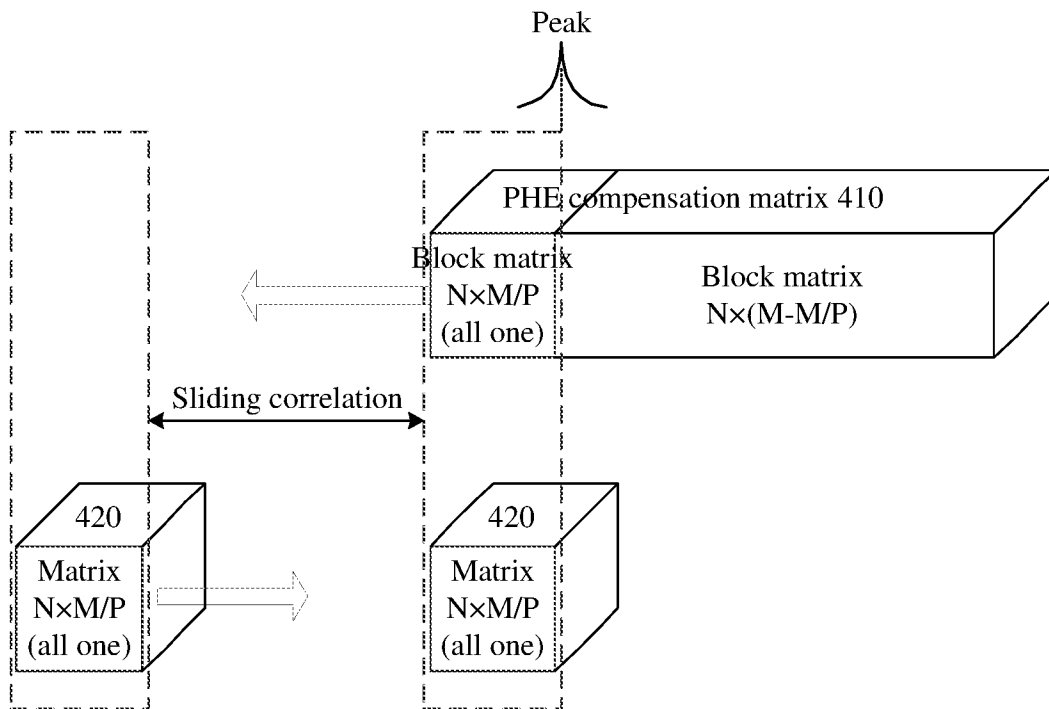 Peak
PHE compensation matrix 410
Block matrix
N×M/P
(all one)
Block matrix
N×(M-M/P)
Sliding correlation
420
Matrix
N×M/P
(all one)
420
Matrix
N×M/P
(all one)